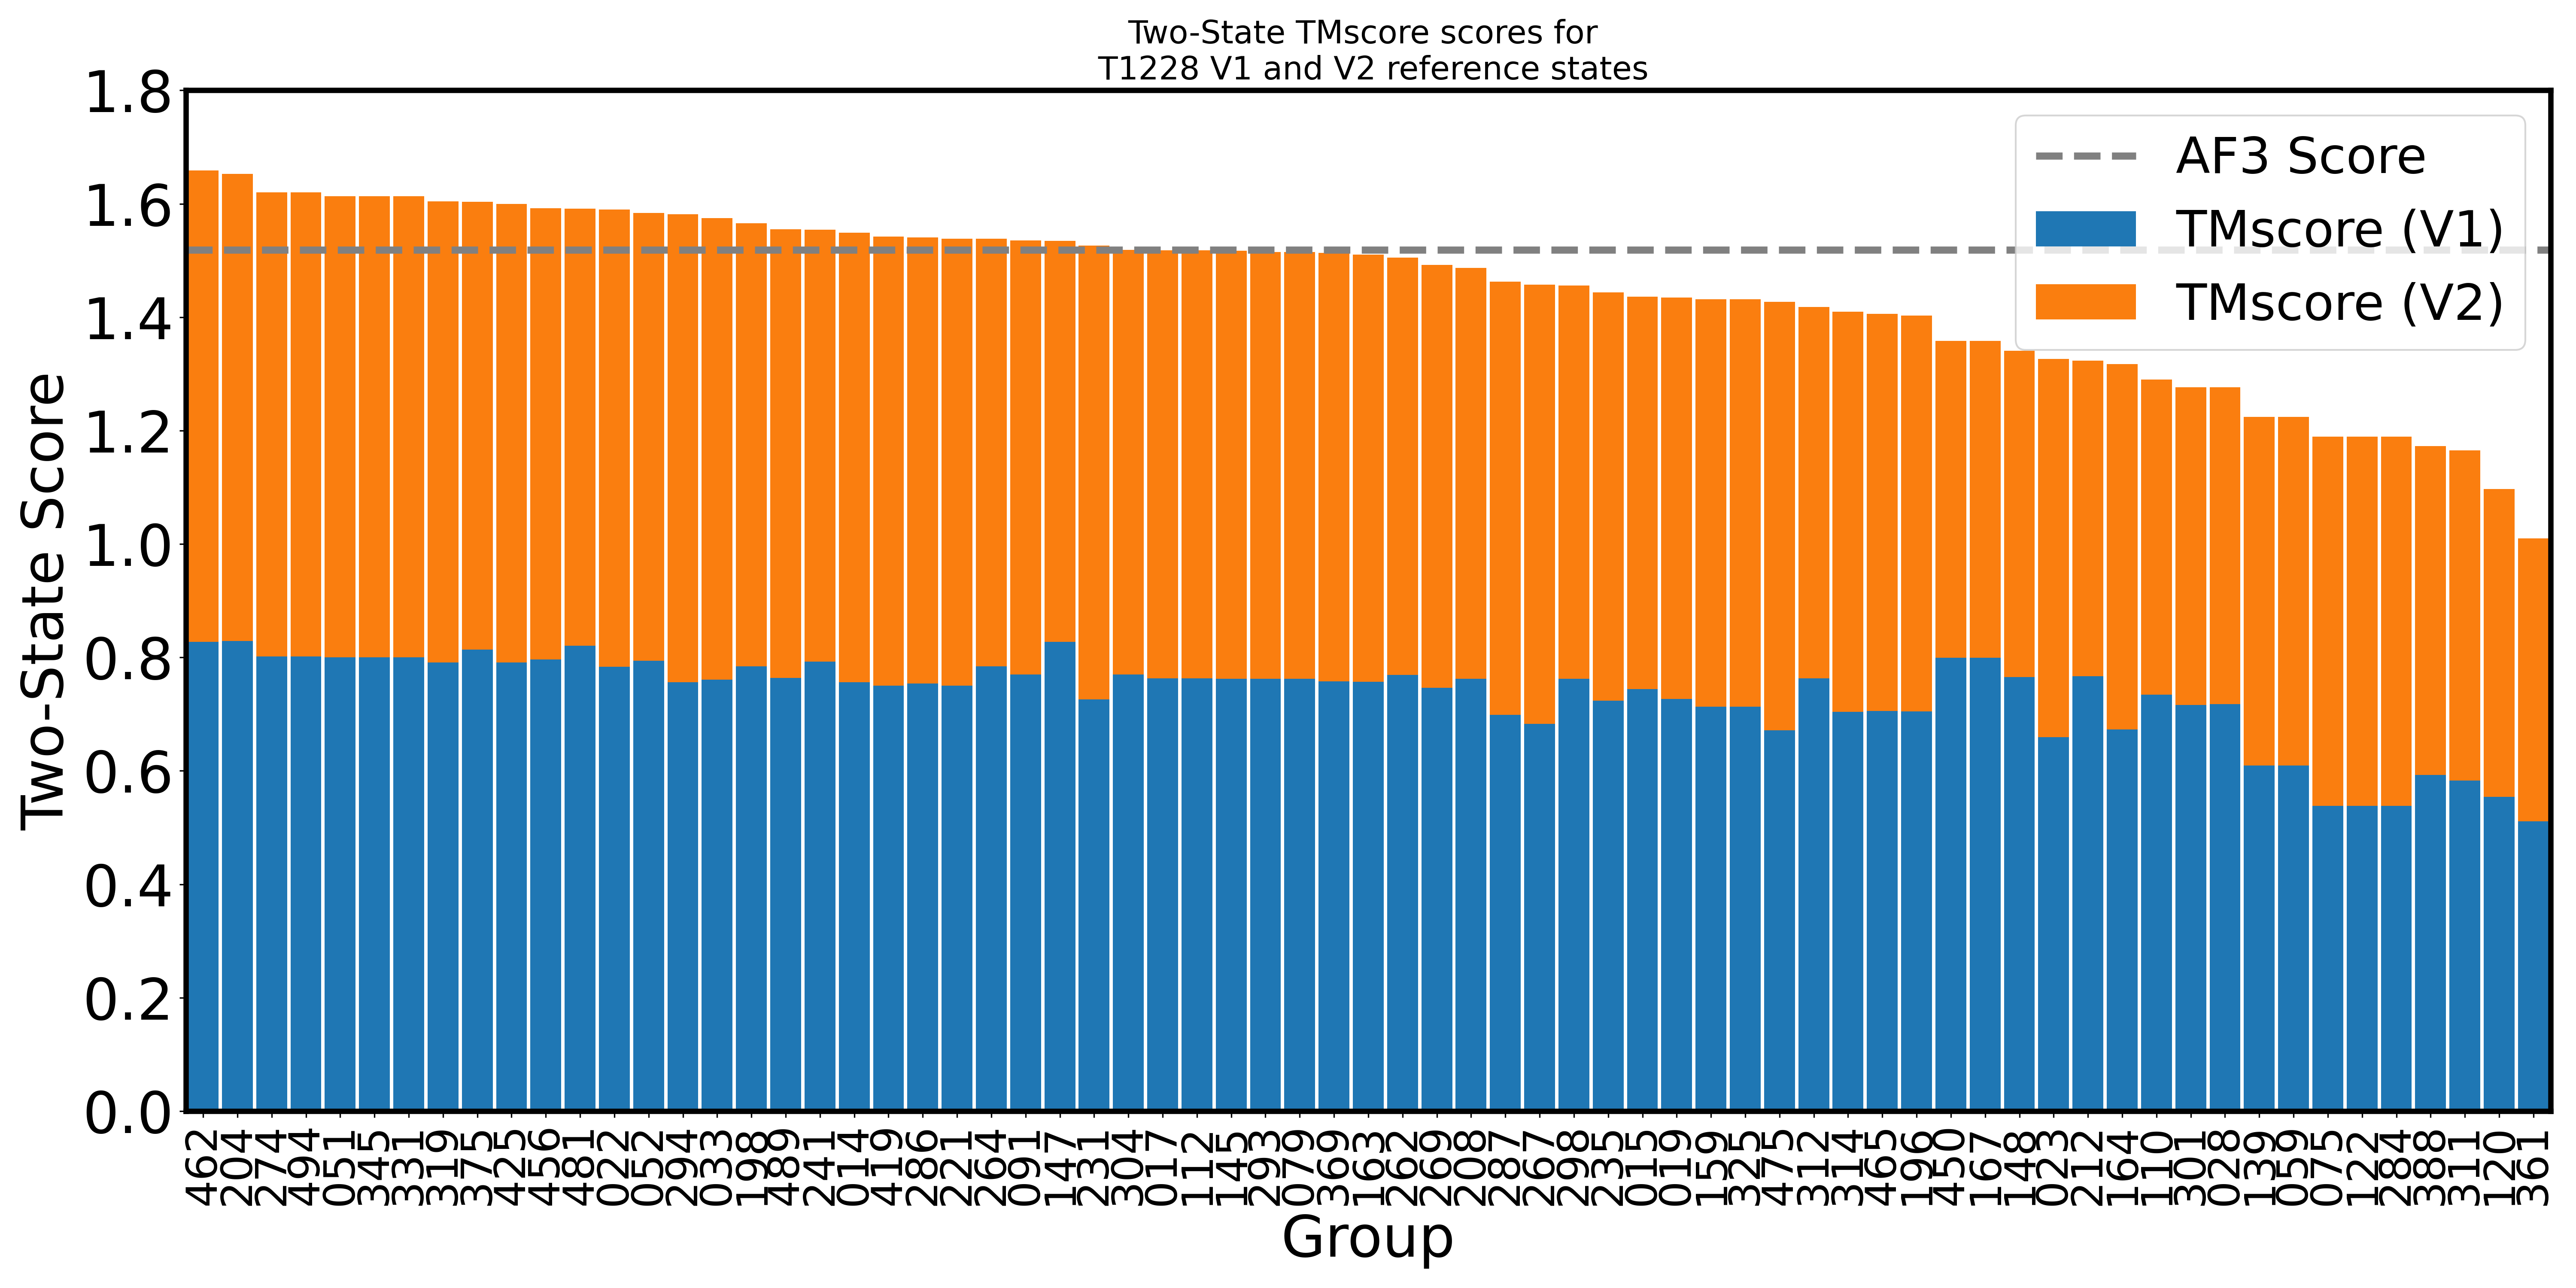 Two-State TMscore scores for
T1228 V1 and V2 reference states
1.8
1.6
1.4
1.2
1.0
0.8
0.6
0.4
0.2
0.0
Two-State Score
AF3 Score
TMscore (V1)
TMscore (V2)
462 204 274 494 051 345 331 319 375 425 456 481 022 052 294 033 198 489 241 014 419 286 221 264 091 147 231 304 017 112 145 293 079 369 163 262 269 208 287 267 298 235 015 019 159 325 475 312 314 465 196 450 167 148 023 212 164 110 301 028 139 059 075 122 284 388 311 120 361
Group